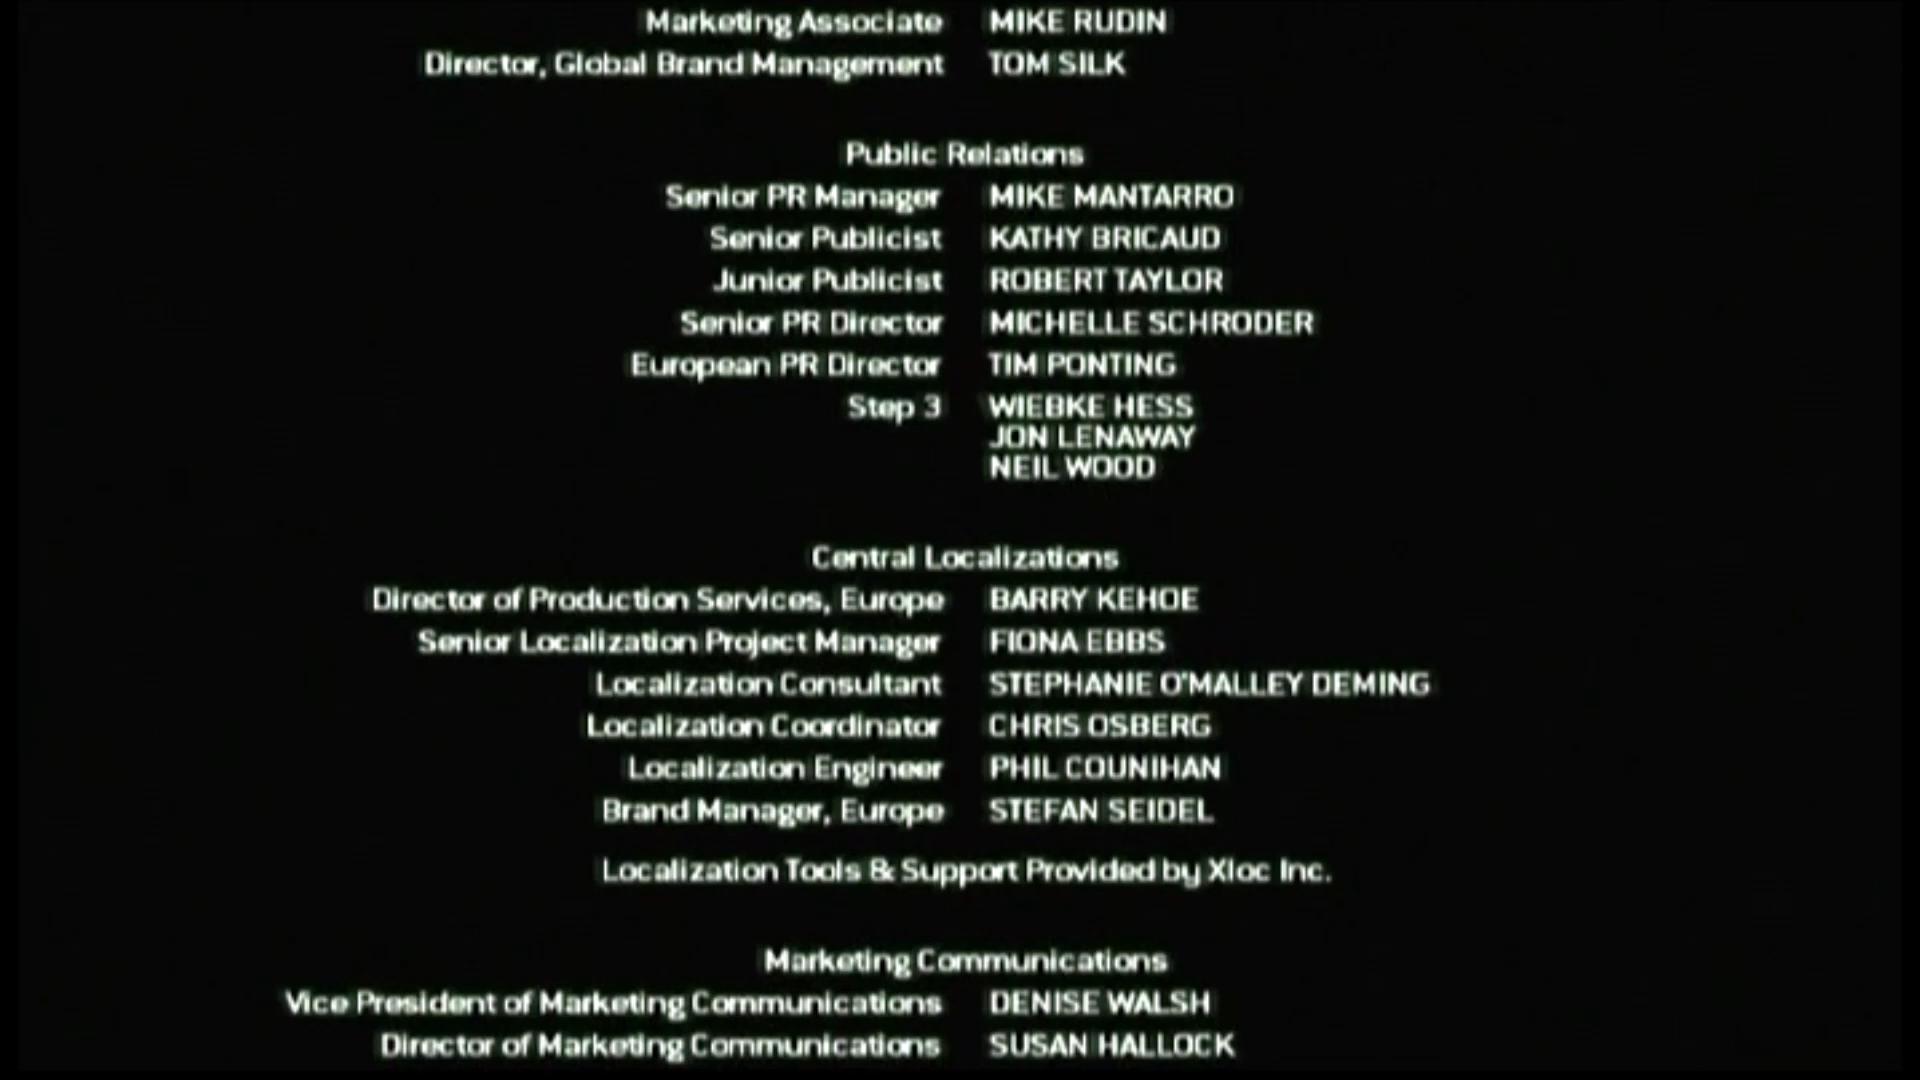 Marketing Associate MIKE RUDIN
Director, Global Brand Management TOM SILK
Public Relations
Senior PR Manager MIKE MANTARRO
Senior Publicist KATHY BRICAUD
Junior Publicist ROBERT TAYLOR
Senior PR Director MICHELLE SCHRODER
European PR Director TIM PONTING
Step 3 WIEBKE HESS
JON LENAWAY
NEIL WOOD
Central Localizations
Director of Production Services, Europe BARRY KEHOE
Senior Localization Project Manager FIONA EBBS
Localization Consultant STEPHANIE O'MALLEY DEMING
Localization Coordinator CHRIS OSBERG
Localization Engineer PHIL COUNIHAN
Brand Manager, Europe STEFAN SEIDEL
Localization Tools & Support Provided by Xloc Inc.
Marketing Communications
Vice President of Marketing Communications DENISE WALSH
Director of Marketing Communications SUSAN HALLOCK